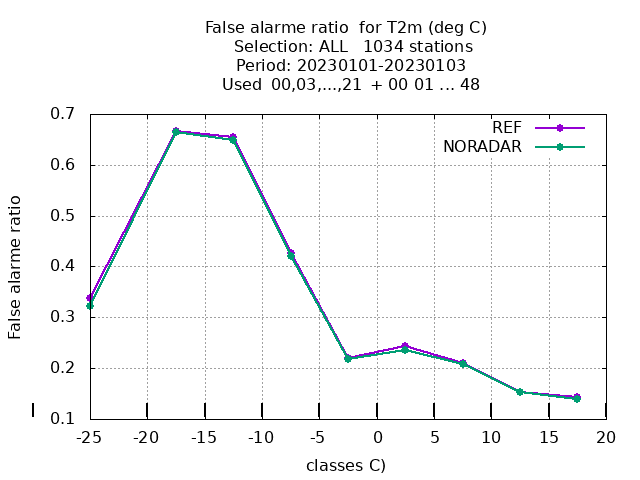 False alarme ratio  for T2m (deg C)
Selection: ALL   1034 stations
Period: 20230101-20230103
Used  00,03,...,21  + 00 01 ... 48
0.7
REF
NORADAR
0.6
0.5
0.4
0.3
0.2
0.1
False alarme ratio
-25 -20 -15 -10 -5 0 5 10 15 20
classes C)